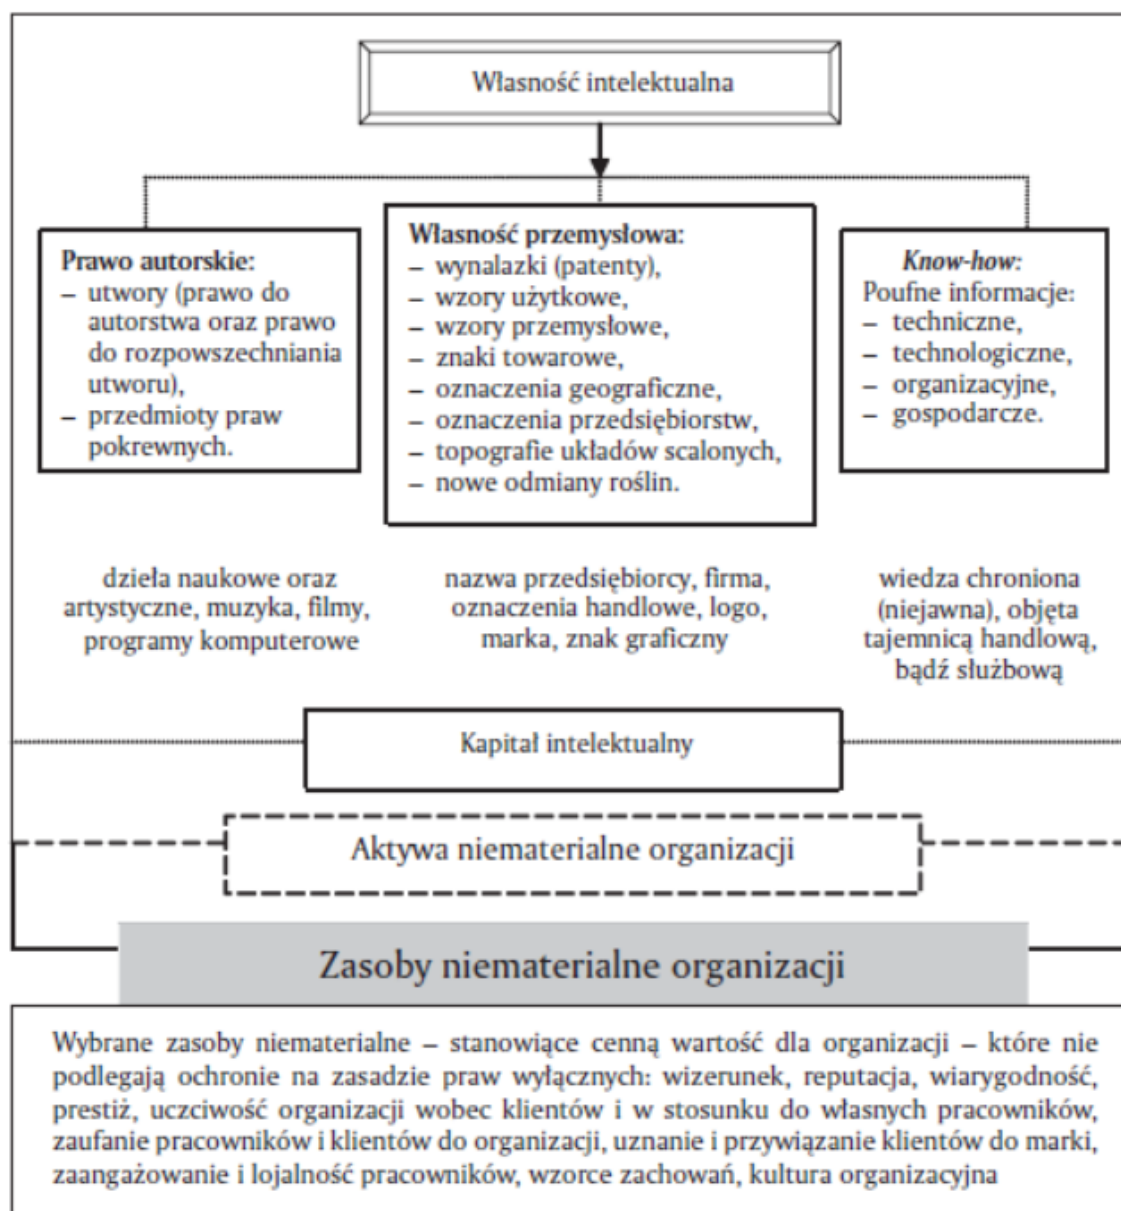 Własność intelektualna
Prawo autorskie:
– utwory (prawo do
autorstwa oraz prawo
do rozpowszechniania
utworu),
– przedmioty praw
pokrewnych.
Własność przemysłowa:
– wynalazki (patenty),
– wzory użytkowe,
– wzory przemysłowe,
– znaki towarowe,
– oznaczenia geograficzne,
– oznaczenia przedsiębiorstw,
– topografie układów scalonych,
– nowe odmiany roślin.
Know-how:
Poufne informacje:
– techniczne,
– technologiczne,
– organizacyjne,
– gospodarcze.
dzieła naukowe oraz
artystyczne, muzyka, filmy,
programy komputerowe
nazwa przedsiębiorcy, firma,
oznaczenia handlowe, logo,
marka, znak graficzny
wiedza chroniona
(niejawna), objęta
tajemnicą handlową,
bądź służbową
Kapitał intelektualny
Aktywa niematerialne organizacji
Zasoby niematerialne organizacji
Wybrane zasoby niematerialne – stanowiące cenną wartość dla organizacji – które nie
podlegają ochronie na zasadzie praw wyłącznych: wizerunek, reputacja, wiarygodność,
prestiż, uczciwość organizacji wobec klientów i w stosunku do własnych pracowników,
zaufanie pracowników i klientów do organizacji, uznanie i przywiązanie klientów do marki,
zaangażowanie i lojalność pracowników, wzorce zachowań, kultura organizacyjna